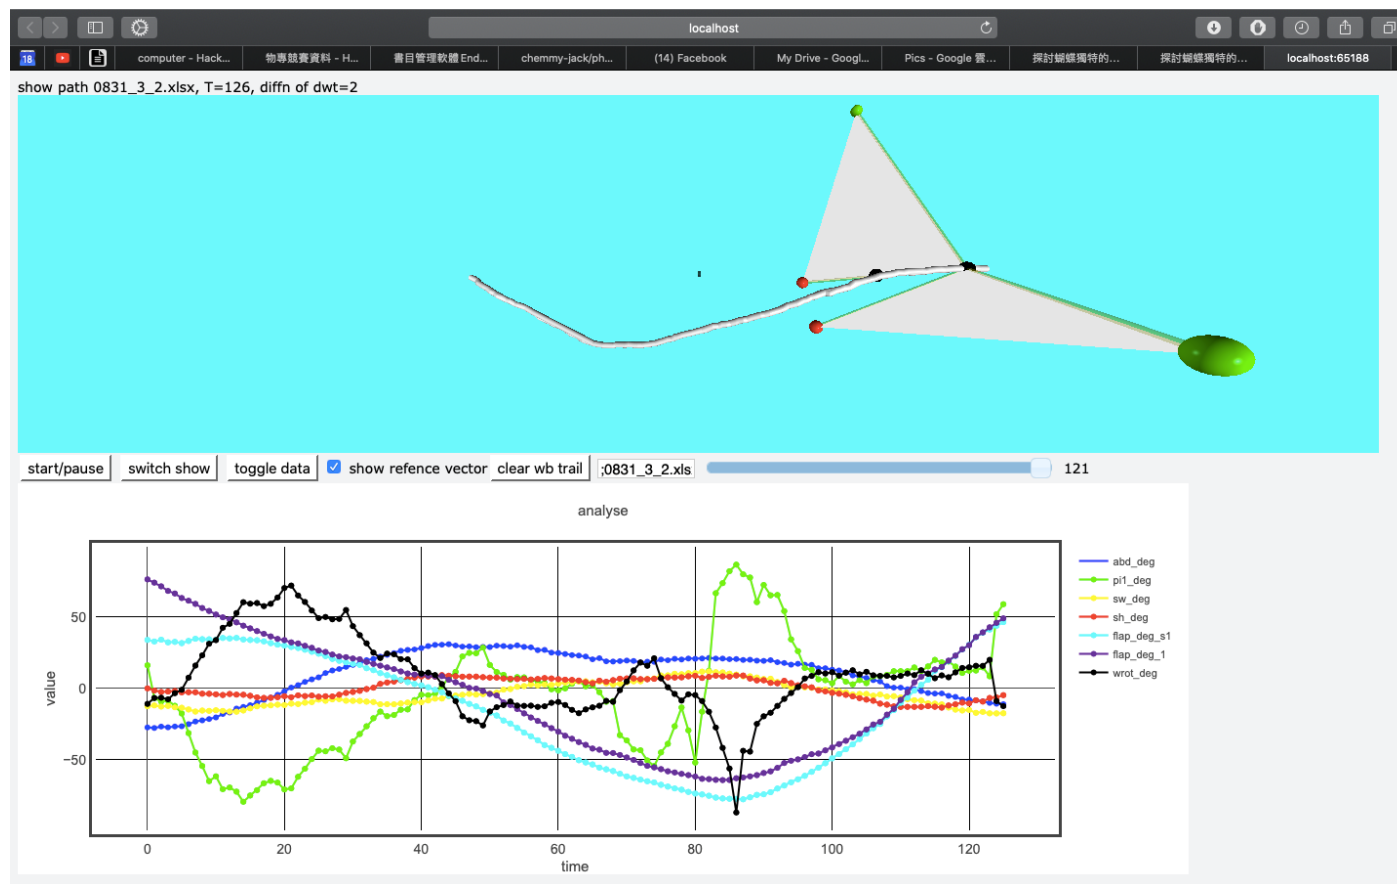 localhost
18
computer - Hack...
物專競賽資料 - H...
書目管理軟體 End...
chemmy-jack/ph...
(14) Facebook
My Drive - Googl...
Pics - Google 雲...
探討蝴蝶獨特的...
探討蝴蝶獨特的...
localhost:65188
show path 0831_3_2.xlsx, T=126, diffn of dwt=2
start/pause
switch show
toggle data
show refence vector
clear wb trail
;0831_3_2.xls
121
analyse
abd_deg
pi1_deg
sw_deg
sh_deg
flap_deg_s1
flap_deg_1
wrot_deg
value
50
0
−50
0
20
40
60
80
100
120
time